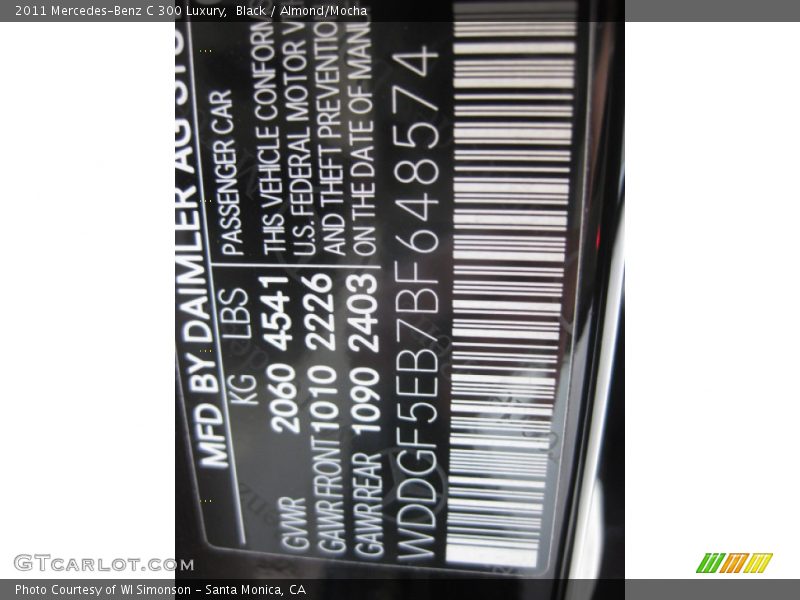 2011 Mercedes-Benz C 300 Luxury, Black / Almond/Mocha
MFD BY DAIMLER AG
KG LBS PASSENGER CAR
GVWR 2060 4541 THIS VEHICLE CONFORM
GAWR FRONT 1010 2226 U.S. FEDERAL MOTOR
AND THEFT PREVENTIO
GAWR REAR 1090 2403 ON THE DATE OF MANU
WDDGF5EB7BF648574
GTcarlot.com
Photo Courtesy of WI Simonson - Santa Monica, CA